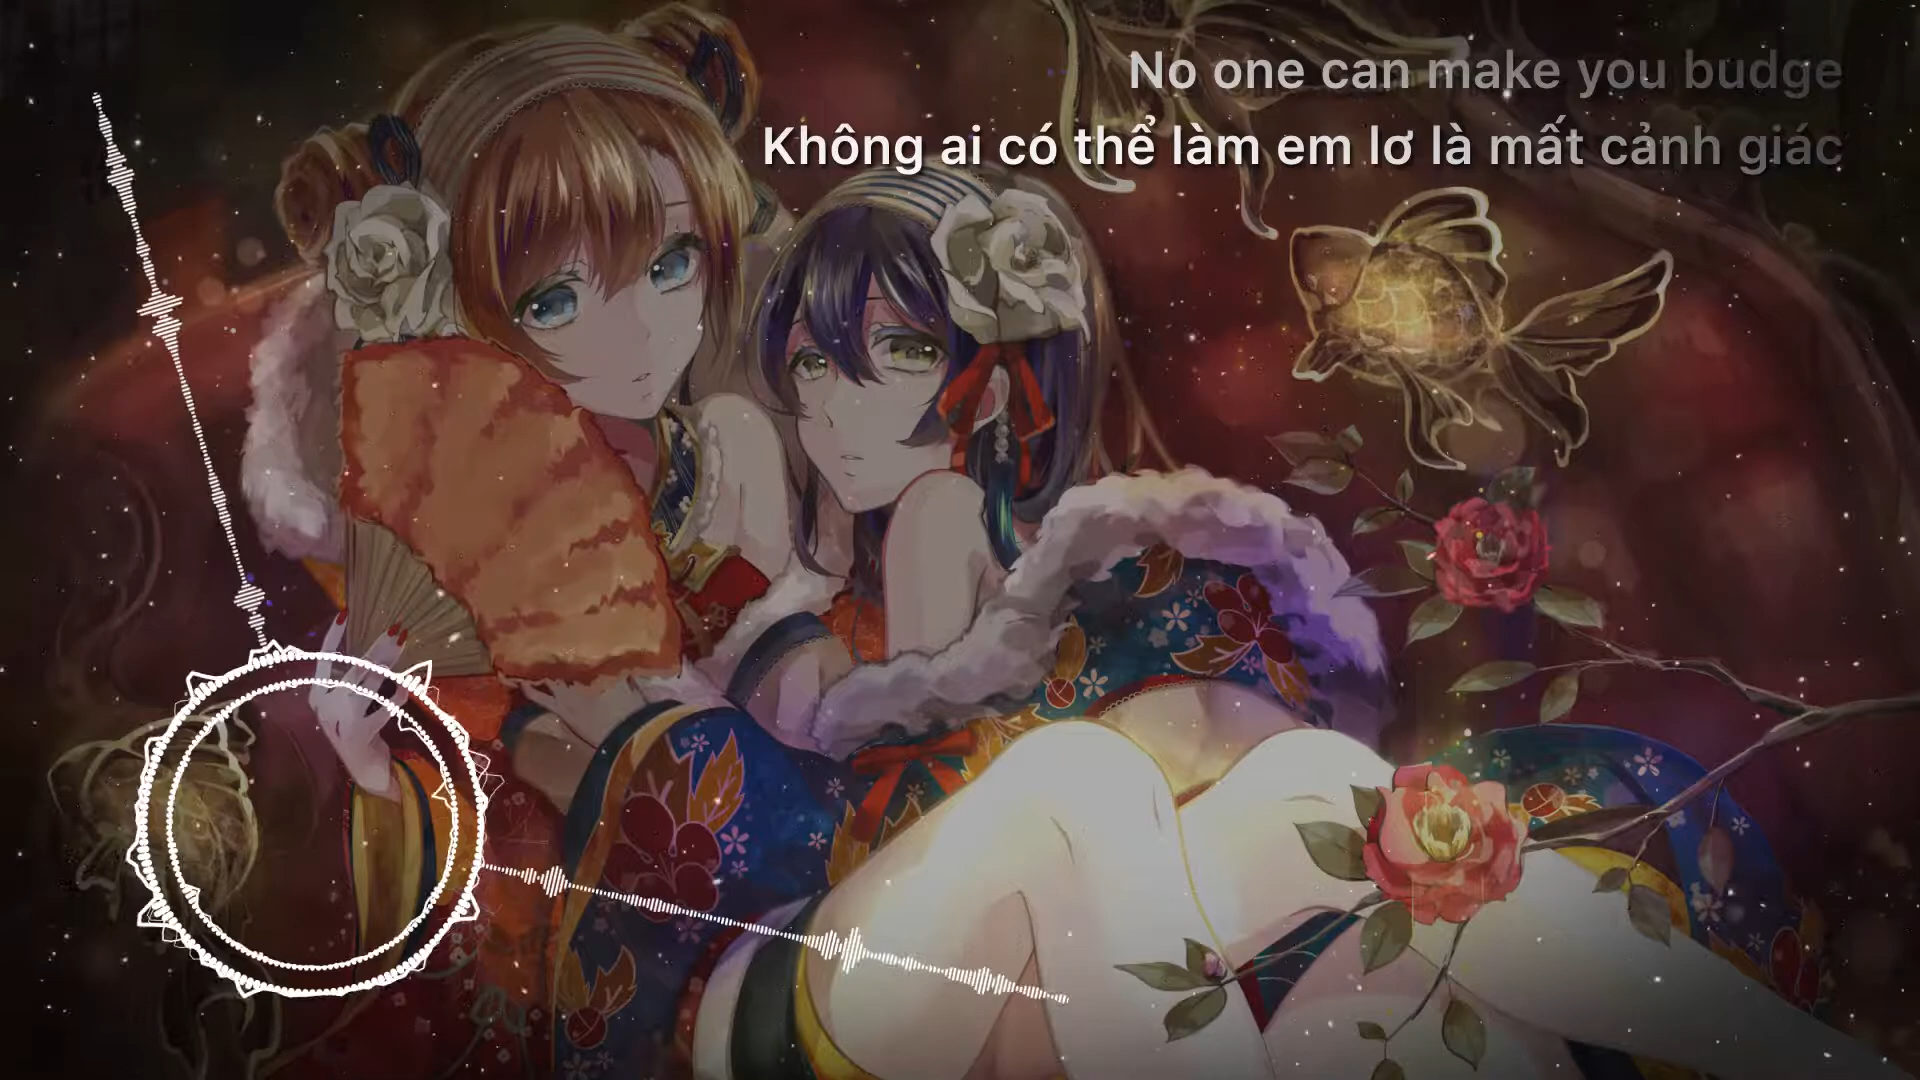 No one can make you budge
Không ai có thể làm em lơ là mất cảnh giác